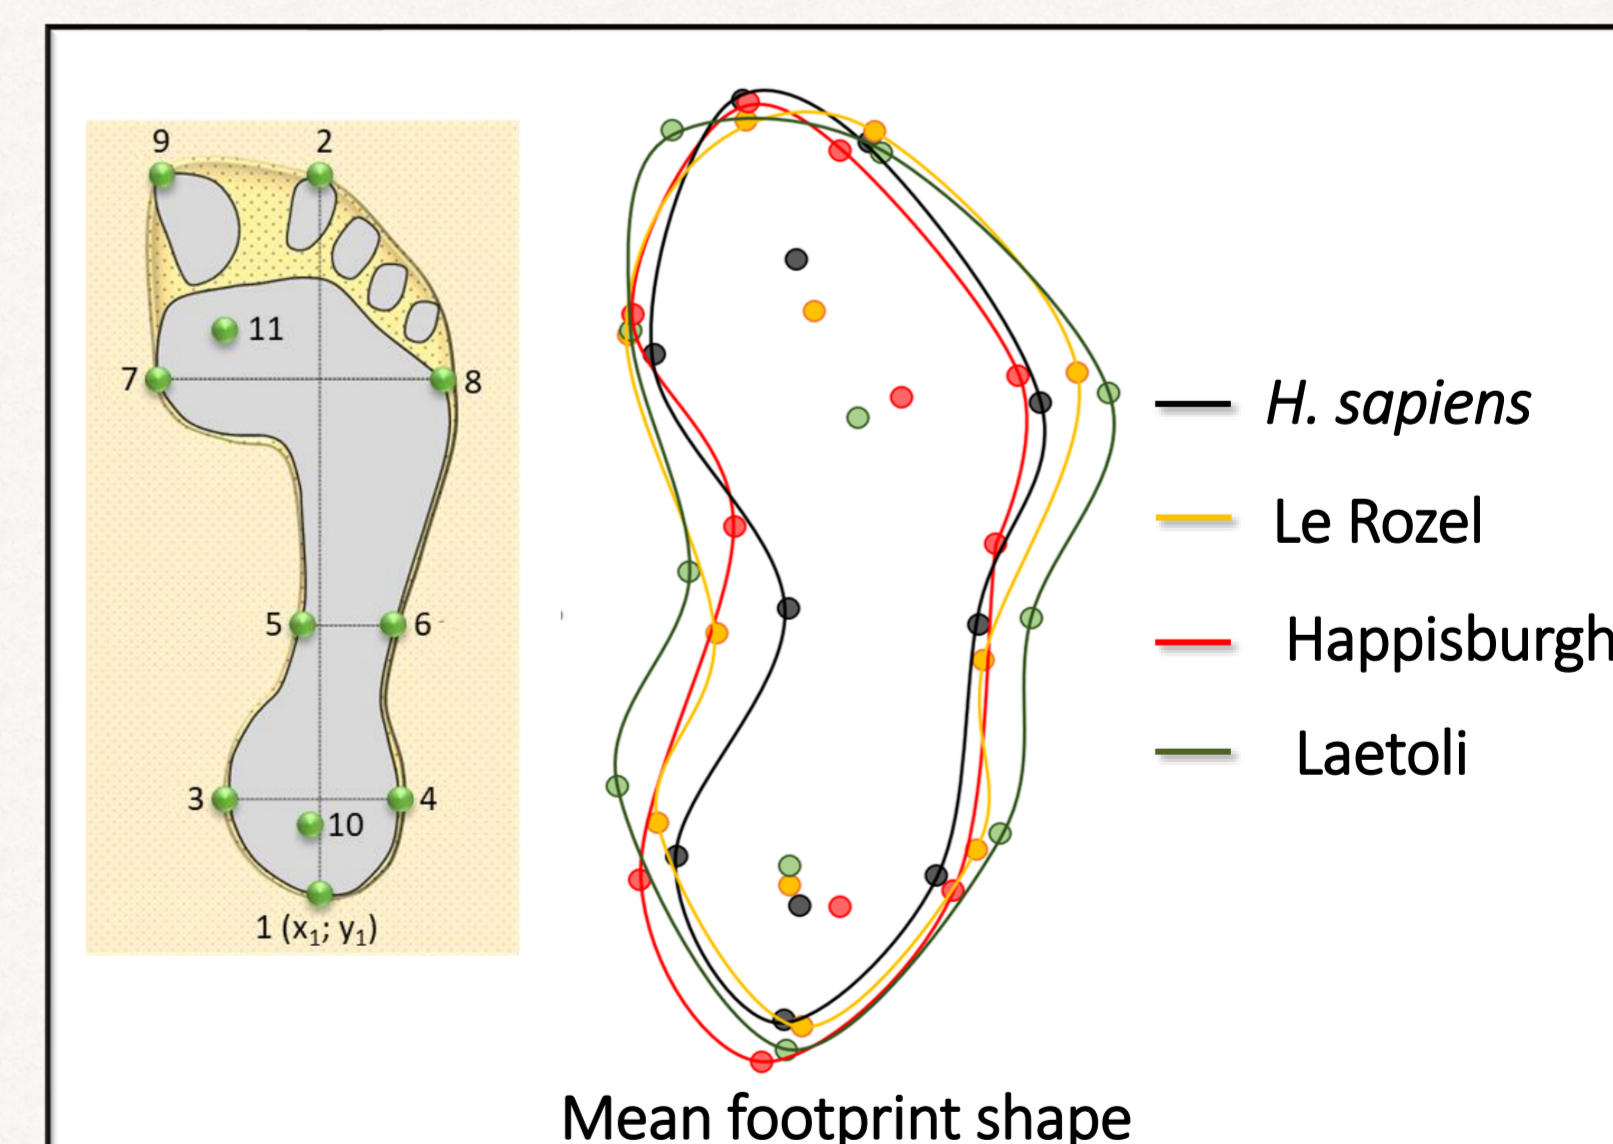 9 2
11
7 8
5 6
3 4
10
1 (x₁; y₁)
H. sapiens
Le Rozel
Happisburgh
Laetoli
Mean footprint shape